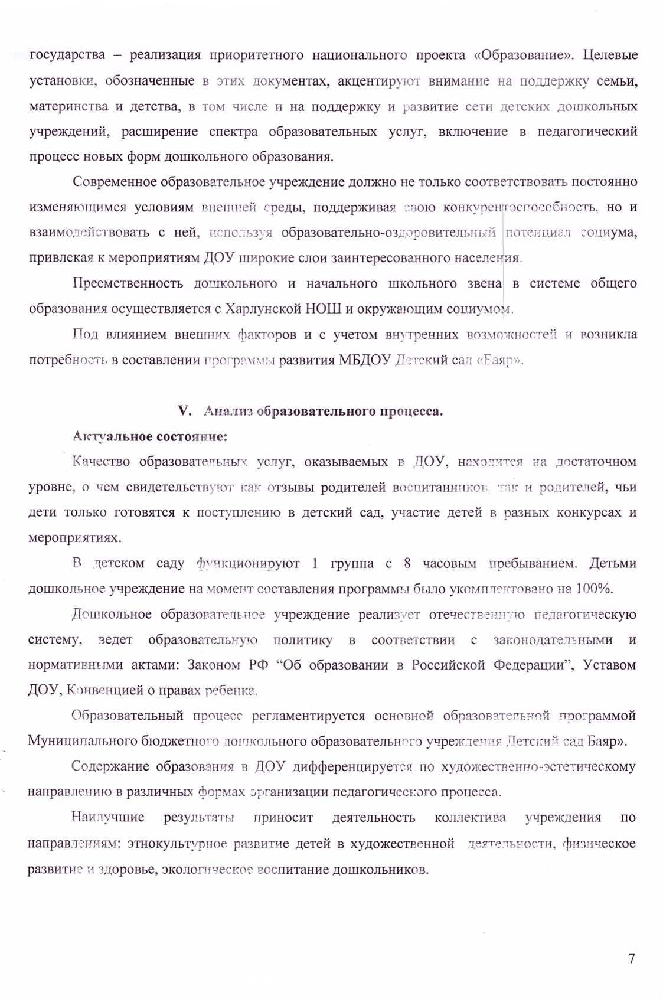 государства – реализация приоритетного национального проекта «Образование». Целевые
установки, обозначенные в этих документах, акцентируют внимание на поддержку семьи,
материнства и детства, в том числе и на поддержку и развитие сети детских дошкольных
учреждений, расширение спектра образовательных услуг, включение в педагогический
процесс новых форм дошкольного образования.
Современное образовательное учреждение должно не только соответствовать постоянно
изменяющимся условиям внешней среды, поддерживая свою конкурентоспособность, но и
взаимодействовать с ней, используя образовательно-оздоровительный потенциал социума,
привлекая к мероприятиям ДОУ широкие слои заинтересованного населения.
Преемственность дошкольного и начального школьного звена в системе общего
образования осуществляется с Харлунской НОШ и окружающим социумом.
Под влиянием внешних факторов и с учетом внутренних возможностей и возникла
потребность в составлении программы развития МБДОУ Детский сад «Баяр».
V. Анализ образовательного процесса.
Актуальное состояние:
Качество образовательных услуг, оказываемых в ДОУ, находится на достаточном
уровне, о чем свидетельствуют как отзывы родителей воспитанников, так и родителей, чьи
дети только готовятся к поступлению в детский сад, участие детей в разных конкурсах и
мероприятиях.
В детском саду функционируют 1 группа с 8 часовым пребыванием. Детьми
дошкольное учреждение на момент составления программы было укомплектовано на 100%.
Дошкольное образовательное учреждение реализует отечественную педагогическую
систему, ведет образовательную политику в соответствии с законодательными и
нормативными актами: Законом РФ “Об образовании в Российской Федерации”, Уставом
ДОУ, Конвенцией о правах ребенка.
Образовательный процесс регламентируется основной образовательной программой
Муниципального бюджетного дошкольного образовательного учреждения Детский сад Баяр».
Содержание образования в ДОУ дифференцируется по художественно-эстетическому
направлению в различных формах организации педагогического процесса.
Наилучшие результаты приносит деятельность коллектива учреждения по
направлениям: этнокультурное развитие детей в художественной деятельности, физическое
развитие и здоровье, экологическое воспитание дошкольников.
7